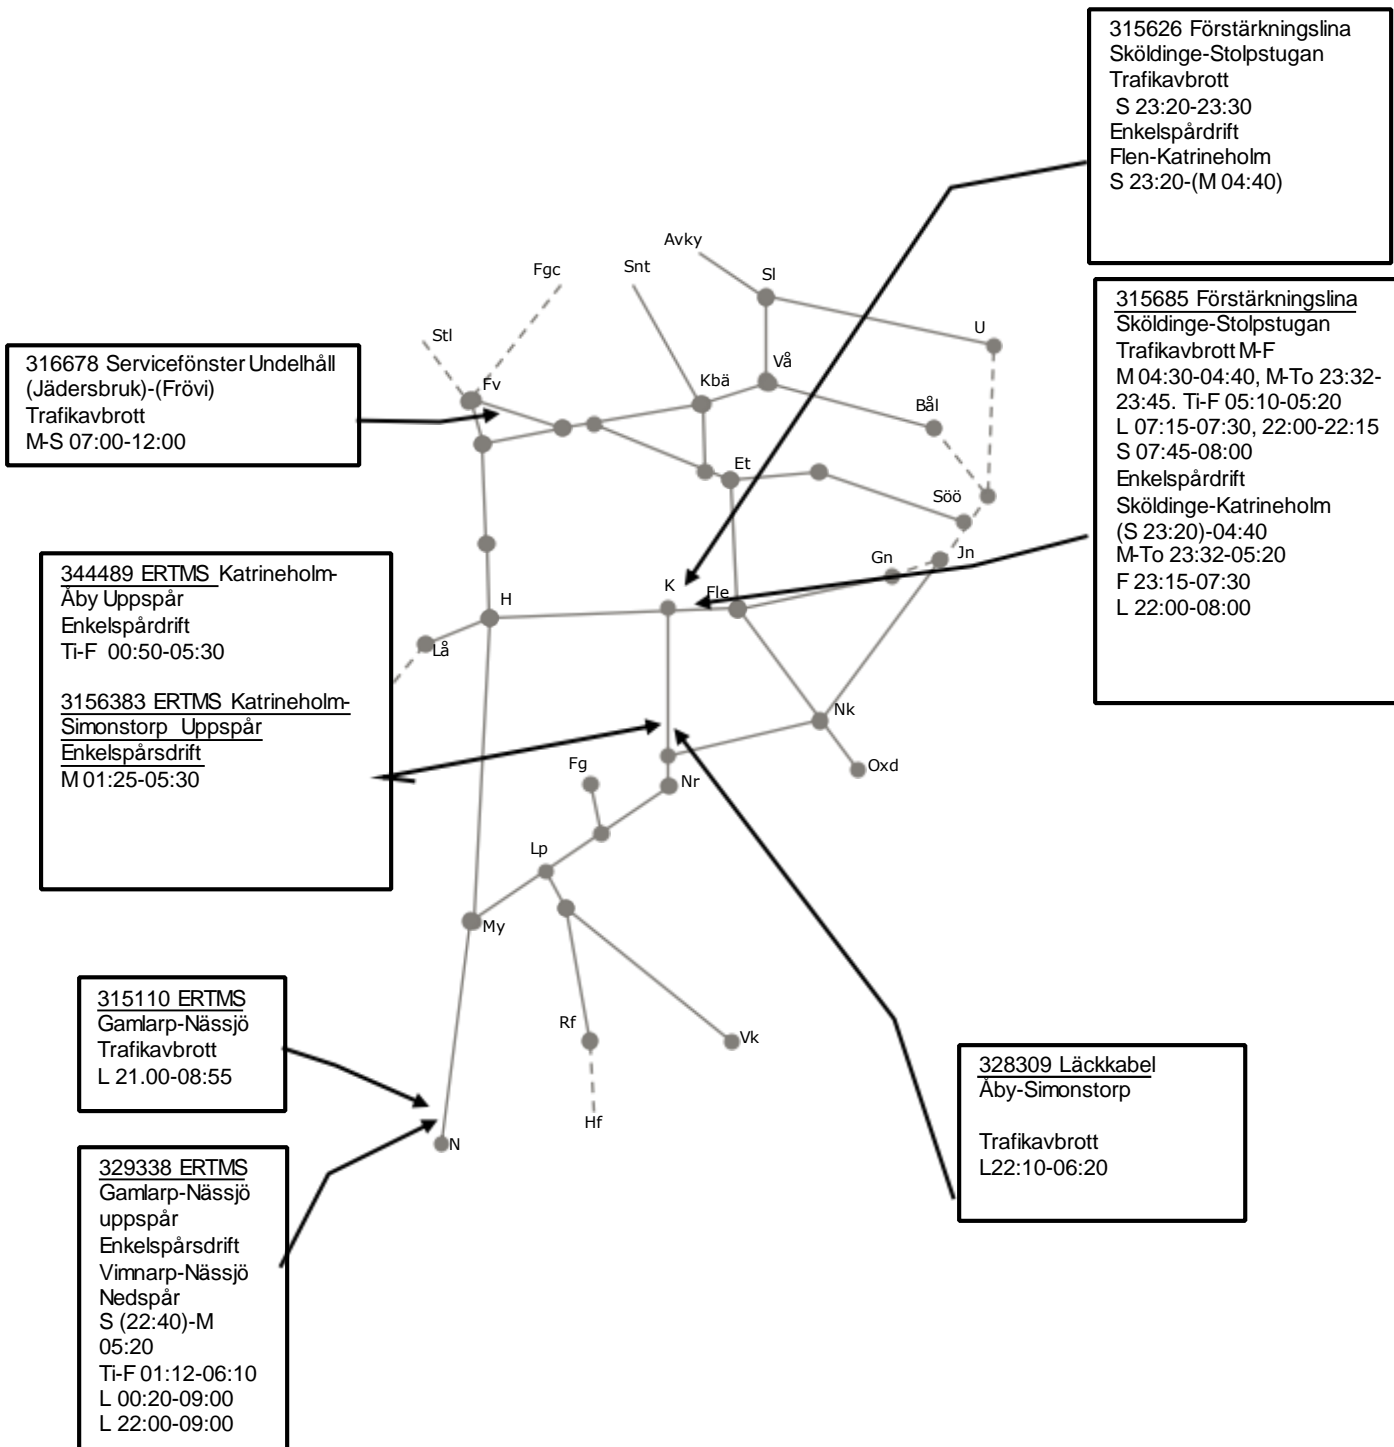 315626 Förstärkningslina
Sköldinge-Stolpstugan
Trafikavbrott
S 23:20-23:30
Enkelspårdrift
Flen-Katrineholm
S 23:20-(M 04:40)
315685 Förstärkningslina
Sköldinge-Stolpstugan
Trafikavbrott M-F
M 04:30-04:40, M-To 23:32-
23:45. Ti-F 05:10-05:20
L 07:15-07:30, 22:00-22:15
S 07:45-08:00
Enkelspårdrift
Sköldinge-Katrineholm
(S 23:20)-04:40
M-To 23:32-05:20
F 23:15-07:30
L 22:00-08:00
316678 Servicefönster Undelhåll
(Jädersbruk)-(Frövi)
Trafikavbrott
M-S 07:00-12:00
344489 ERTMS Katrineholm-
Åby Uppspår
Enkelspårdrift
Ti-F 00:50-05:30
3156383 ERTMS Katrineholm-
Simonstorp Uppspår
Enkelspårsdrift
M 01:25-05:30
315110 ERTMS
Gamlarp-Nässjö
Trafikavbrott
L 21.00-08:55
329338 ERTMS
Gamlarp-Nässjö
uppspår
Enkelspårsdrift
Vimnarp-Nässjö
Nedspår
S (22:40)-M
05:20
Ti-F 01:12-06:10
L 00:20-09:00
L 22:00-09:00
328309 Läckkabel
Åby-Simonstorp
Trafikavbrott
L22:10-06:20
Avky
Snt
Fgc
Sl
Stl
U
Vå
Fv
Kbä
Bål
Et
Söö
Jn
Gn
K
Fle
H
Lå
Nk
Oxd
Fg
Nr
Lp
My
Rf
Vk
Hf
N